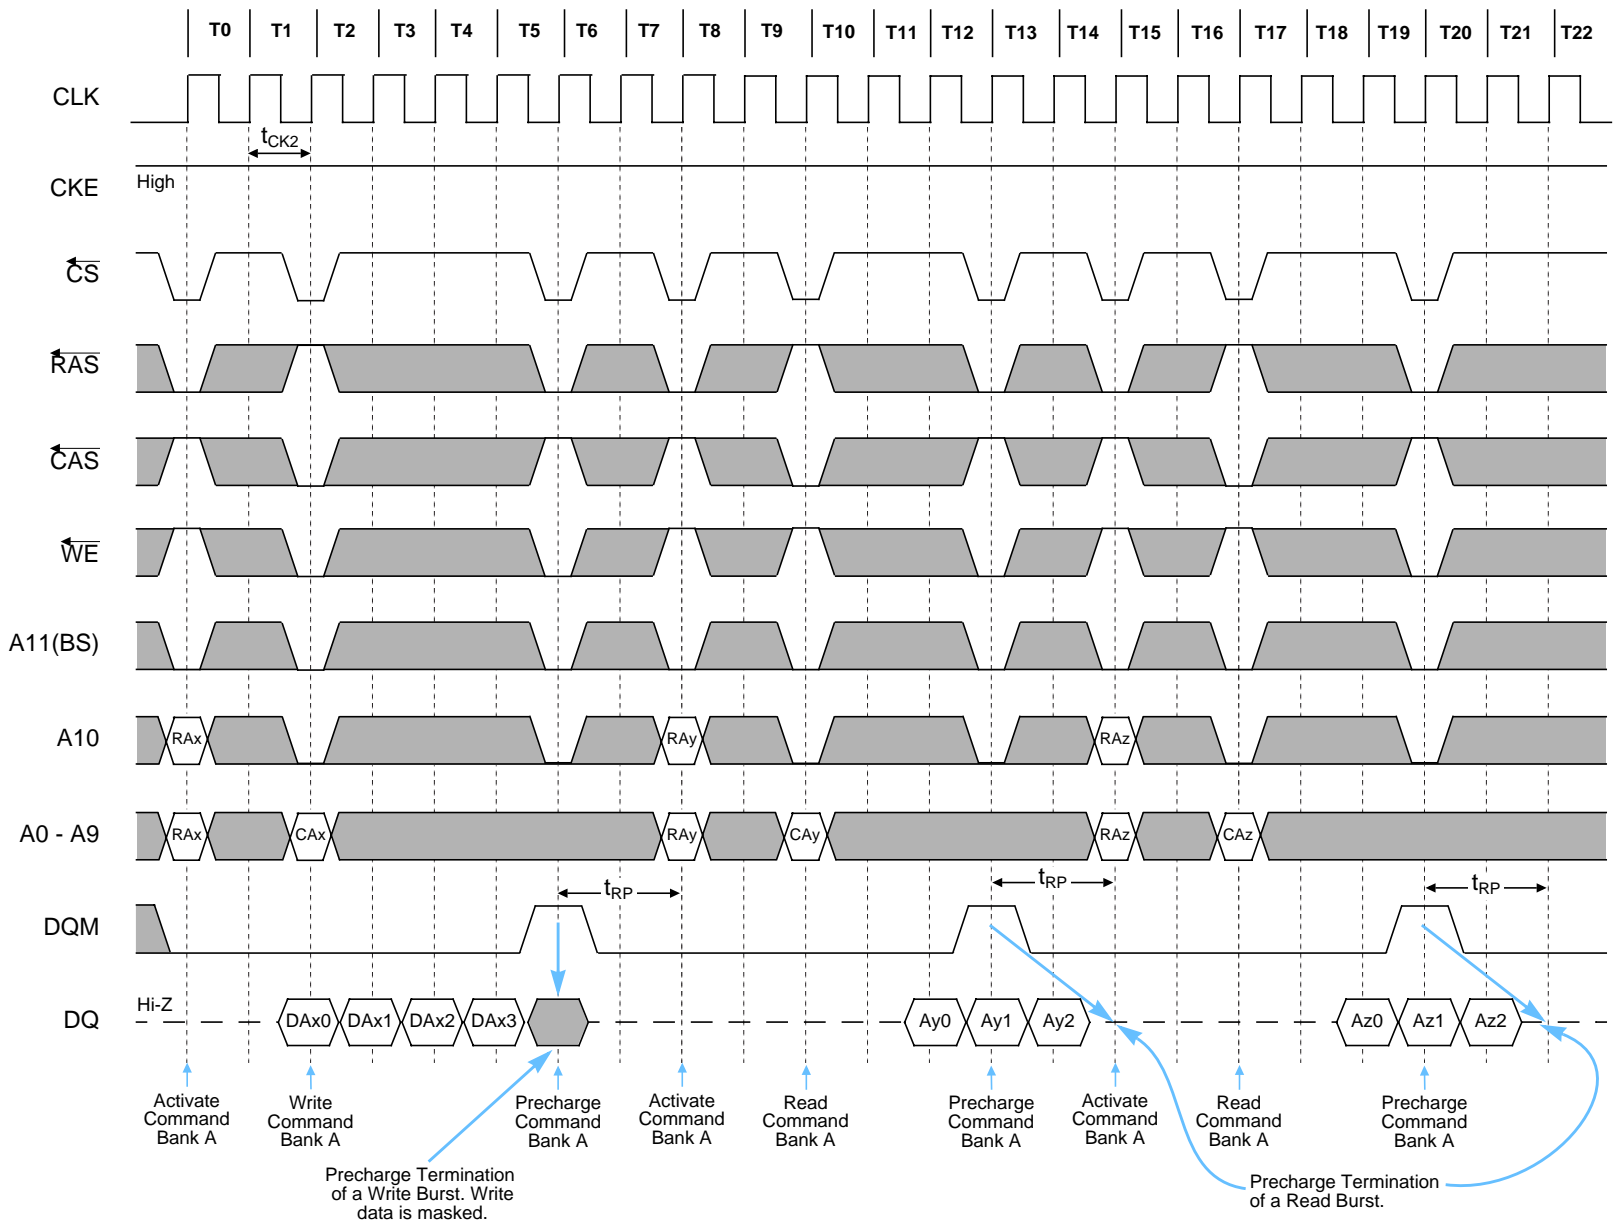 T0 T1 T2 T3 T4 T5 T6 T7 T8 T9 T10 T11 T12 T13 T14 T15 T16 T17 T18 T19 T20 T21 T22
CLK
tCK2
CKE
High
CS
RAS
CAS
WE
A11(BS)
A10
RAx RAy RAz
A0 - A9
RAx CAx RAy CAy RAz CAz
tRP tRP tRP
DQM
DQ
Hi-Z
DAx0 DAx1 DAx2 DAx3 Ay0 Ay1 Ay2 Az0 Az1 Az2
Activate
Command
Bank A
Write
Command
Bank A
Precharge
Command
Bank A
Activate
Command
Bank A
Read
Command
Bank A
Precharge
Command
Bank A
Activate
Command
Bank A
Read
Command
Bank A
Precharge
Command
Bank A
Precharge Termination
of a Write Burst. Write
data is masked.
Precharge Termination
of a Read Burst.